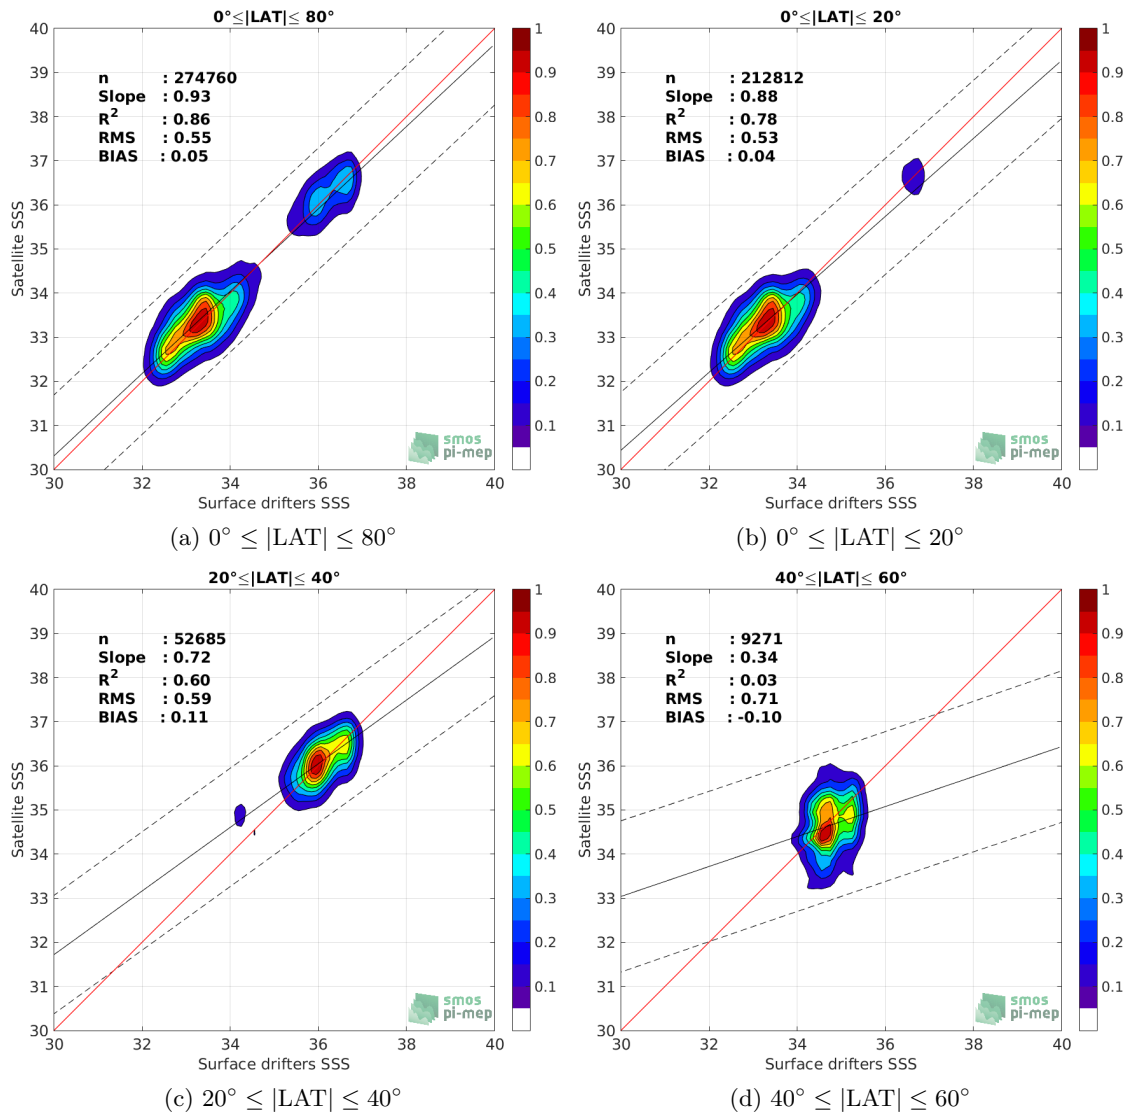 0°≤|LAT|≤ 80°
40
39
38
37
36
35
34
33
32
31
30
Satellite SSS
n : 274760
Slope : 0.93
R² : 0.86
RMS : 0.55
BIAS : 0.05
smos
pi-mep
30 32 34 36 38 40
Surface drifters SSS
1
0.9
0.8
0.7
0.6
0.5
0.4
0.3
0.2
0.1
(a) 0° ≤ |LAT| ≤ 80°
0°≤|LAT|≤ 20°
40
39
38
37
36
35
34
33
32
31
30
Satellite SSS
n : 212812
Slope : 0.88
R² : 0.78
RMS : 0.53
BIAS : 0.04
smos
pi-mep
30 32 34 36 38 40
Surface drifters SSS
1
0.9
0.8
0.7
0.6
0.5
0.4
0.3
0.2
0.1
(b) 0° ≤ |LAT| ≤ 20°
20°≤|LAT|≤ 40°
40
39
38
37
36
35
34
33
32
31
30
Satellite SSS
n : 52685
Slope : 0.72
R² : 0.60
RMS : 0.59
BIAS : 0.11
smos
pi-mep
30 32 34 36 38 40
Surface drifters SSS
1
0.9
0.8
0.7
0.6
0.5
0.4
0.3
0.2
0.1
(c) 20° ≤ |LAT| ≤ 40°
40°≤|LAT|≤ 60°
40
39
38
37
36
35
34
33
32
31
30
Satellite SSS
n : 9271
Slope : 0.34
R² : 0.03
RMS : 0.71
BIAS : -0.10
smos
pi-mep
30 32 34 36 38 40
Surface drifters SSS
1
0.9
0.8
0.7
0.6
0.5
0.4
0.3
0.2
0.1
(d) 40° ≤ |LAT| ≤ 60°